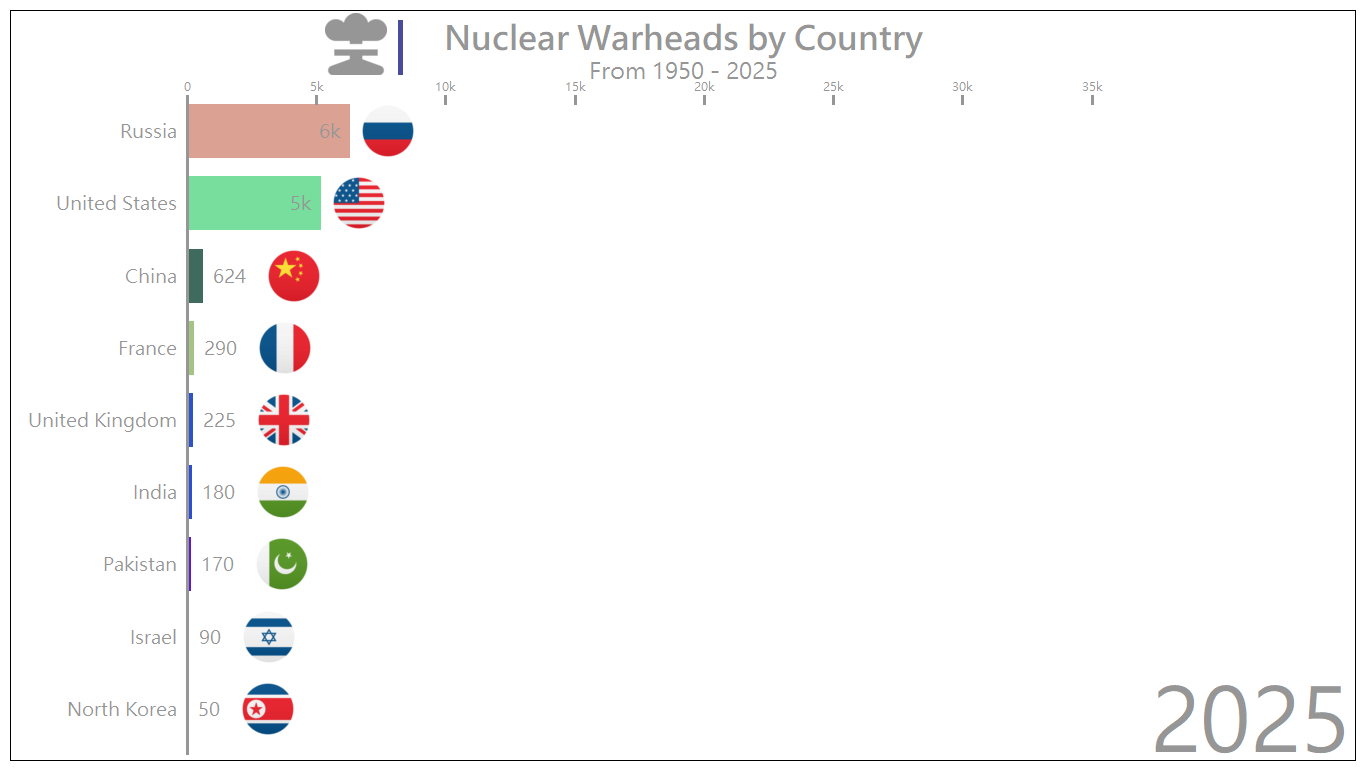 Nuclear Warheads by Country
From 1950 - 2025
0 5k 10k 15k 20k 25k 30k 35k
Russia 6k
United States 5k
China 624
France 290
United Kingdom 225
India 180
Pakistan 170
Israel 90
North Korea 50
2025